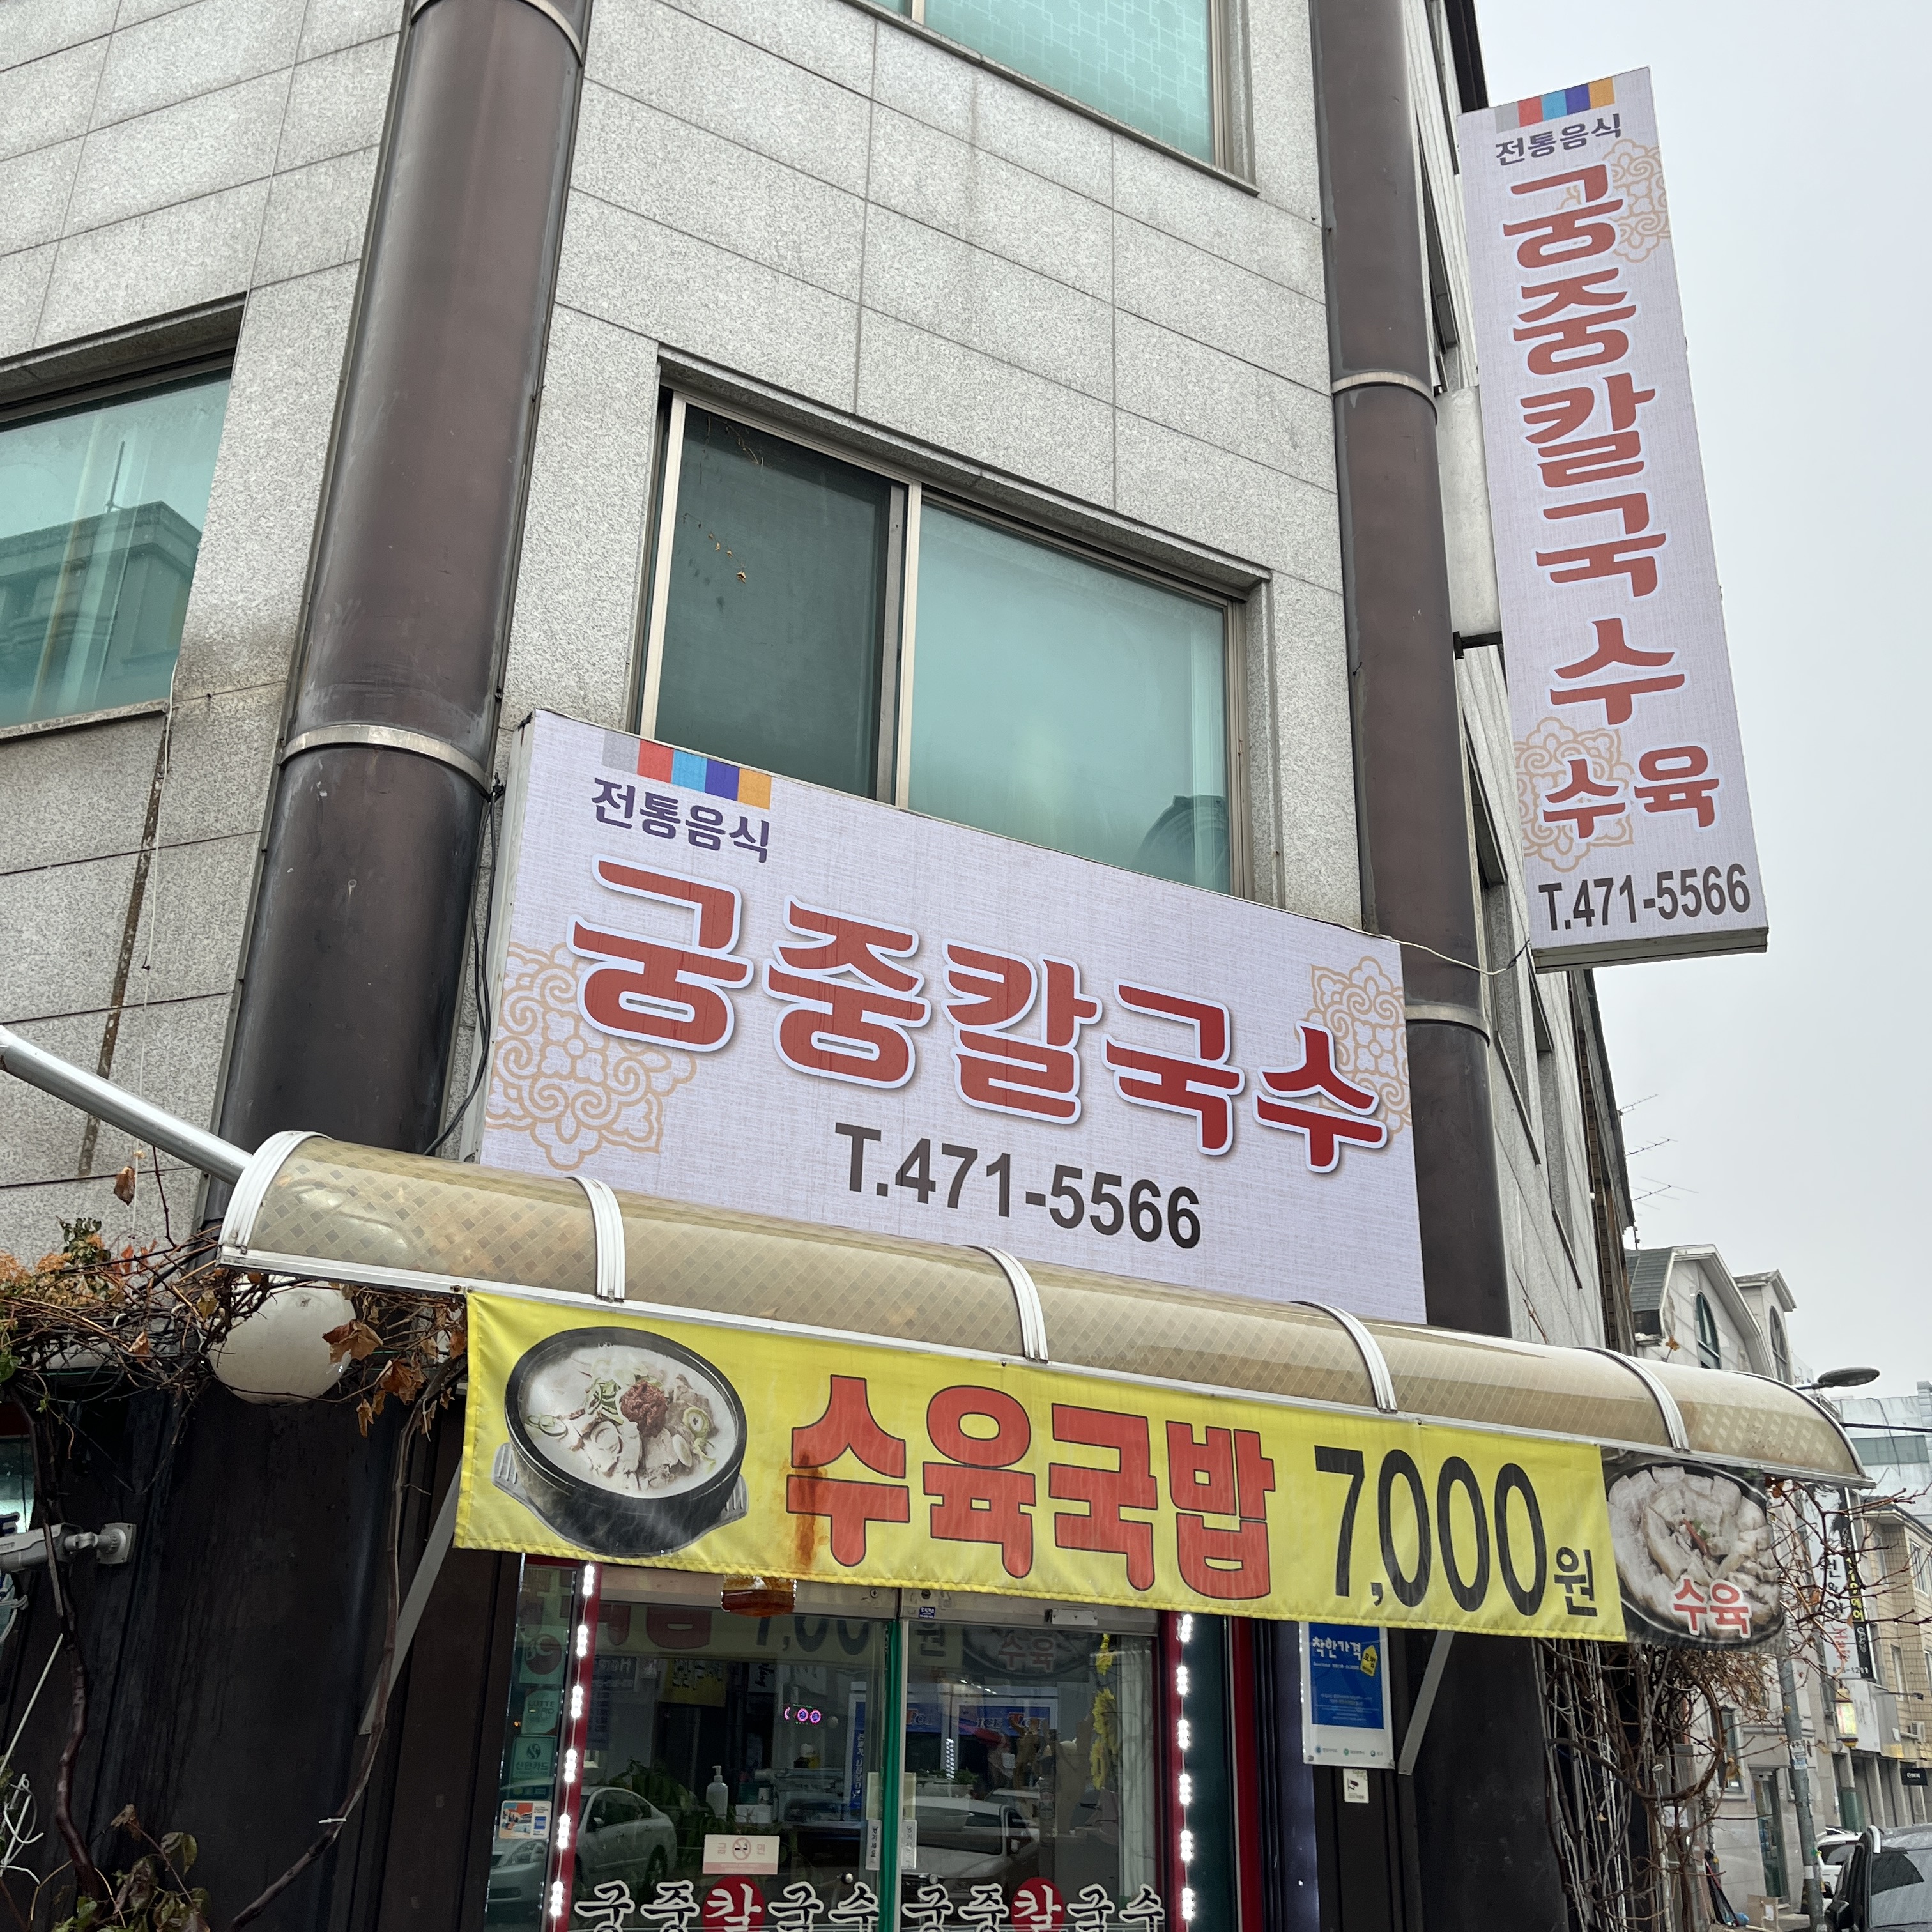 전통음식
궁중칼국수
수육
T.471-5566
전통음식
궁중칼국수
T.471-5566
수육국밥 7,000원
수육
착한가격
금연
궁중칼국수 궁중칼국수